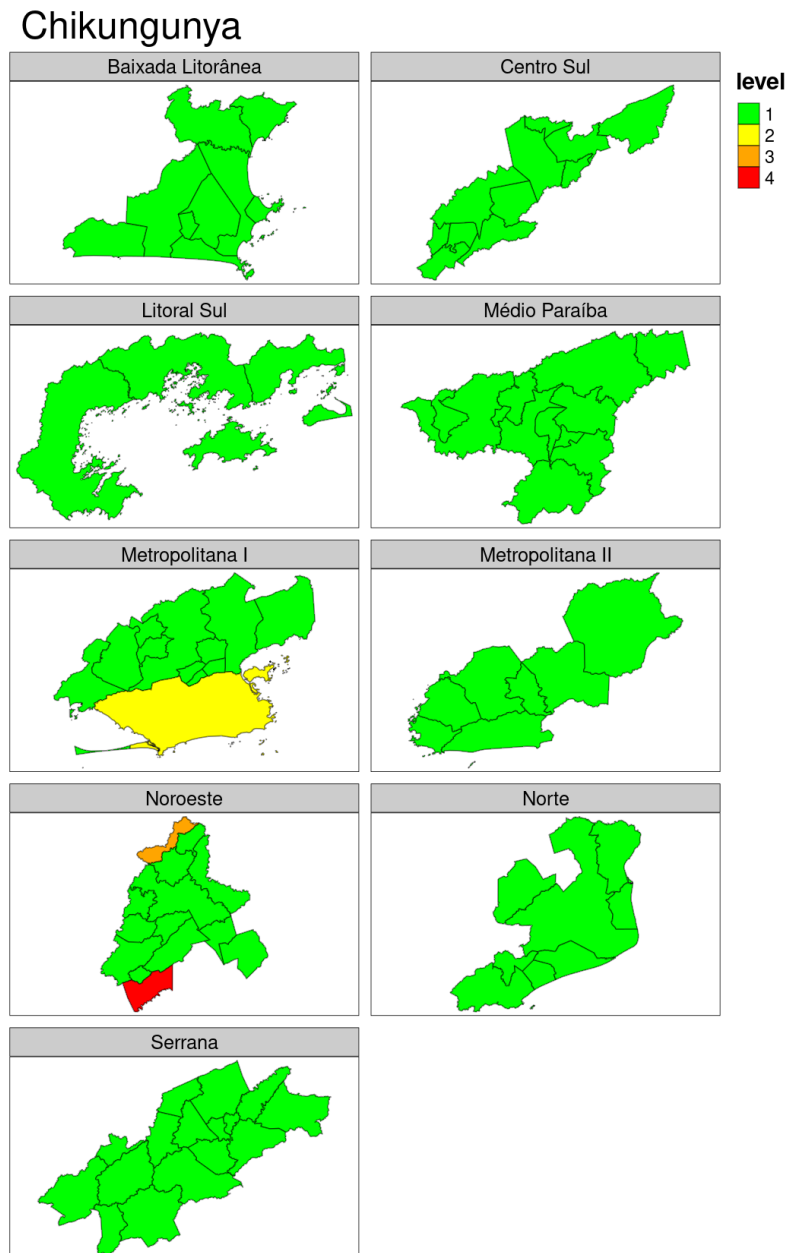 Chikungunya
Baixada Litorânea
Centro Sul
level
1
2
3
4
Litoral Sul
Médio Paraíba
Metropolitana I
Metropolitana II
Noroeste
Norte
Serrana